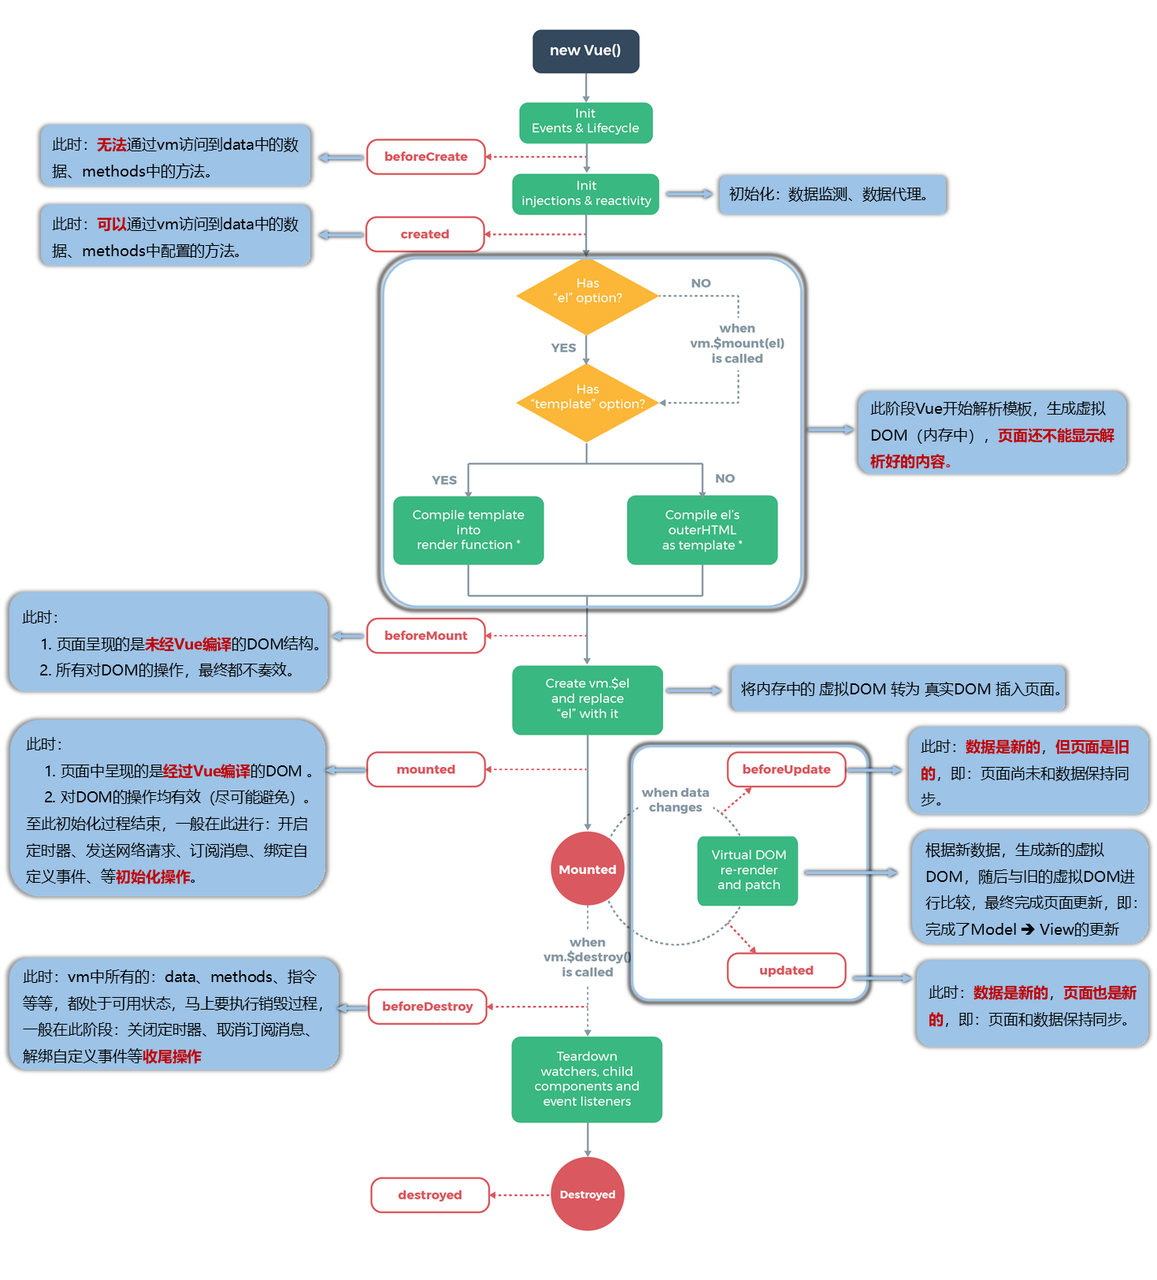 new Vue()
Init
Events & Lifecycle
此时：无法通过vm访问到data中的数
据、methods中的方法。
beforeCreate
Init
injections & reactivity
初始化：数据监测、数据代理。
此时：可以通过vm访问到data中的数
据、methods中配置的方法。
created
Has
“el” option?
NO
when
vm.$mount(el)
is called
YES
Has
“template” option?
此阶段Vue开始解析模板，生成虚拟
DOM（内存中），页面还不能显示解
析好的内容。
YES
NO
Compile template
into
render function *
Compile el's
outerHTML
as template *
此时：
1. 页面呈现的是未经Vue编译的DOM结构。
2. 所有对DOM的操作，最终都不奏效。
beforeMount
Create vm.$el
and replace
“el” with it
将内存中的 虚拟DOM 转为 真实DOM 插入页面。
此时：
1. 页面中呈现的是经过Vue编译的DOM 。
2. 对DOM的操作均有效（尽可能避免）。
至此初始化过程结束，一般在此进行：开启
定时器、发送网络请求、订阅消息、绑定自
定义事件、等初始化操作。
mounted
beforeUpdate
此时：数据是新的，但页面是旧
的，即：页面尚未和数据保持同
步。
when data
changes
Mounted
Virtual DOM
re-render
and patch
根据新数据，生成新的虚拟
DOM，随后与旧的虚拟DOM进
行比较，最终完成页面更新，即：
完成了Model ➔ View的更新
when
vm.$destroy()
is called
updated
此时：数据是新的，页面也是新
的，即：页面和数据保持同步。
此时：vm中所有的：data、methods、指令
等等，都处于可用状态，马上要执行销毁过程，
一般在此阶段：关闭定时器、取消订阅消息、
解绑自定义事件等收尾操作
beforeDestroy
Teardown
watchers, child
components and
event listeners
destroyed
Destroyed